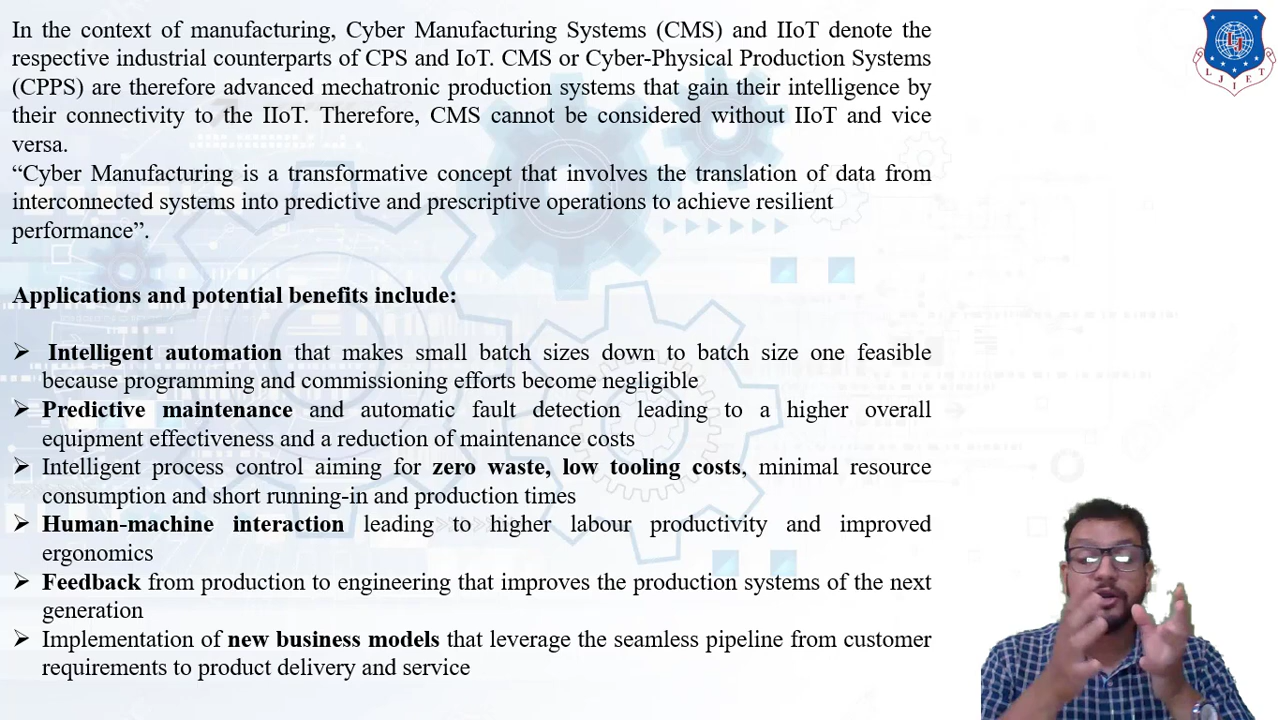 In the context of manufacturing, Cyber Manufacturing Systems (CMS) and IIoT denote the
respective industrial counterparts of CPS and IoT. CMS or Cyber-Physical Production Systems
(CPPS) are therefore advanced mechatronic production systems that gain their intelligence by
their connectivity to the IIoT. Therefore, CMS cannot be considered without IIoT and vice
versa.
“Cyber Manufacturing is a transformative concept that involves the translation of data from
interconnected systems into predictive and prescriptive operations to achieve resilient
performance”.
Applications and potential benefits include:
➢ Intelligent automation that makes small batch sizes down to batch size one feasible
because programming and commissioning efforts become negligible
➢ Predictive maintenance and automatic fault detection leading to a higher overall
equipment effectiveness and a reduction of maintenance costs
➢ Intelligent process control aiming for zero waste, low tooling costs, minimal resource
consumption and short running-in and production times
➢ Human-machine interaction leading to higher labour productivity and improved
ergonomics
➢ Feedback from production to engineering that improves the production systems of the next
generation
➢ Implementation of new business models that leverage the seamless pipeline from customer
requirements to product delivery and service
LJ
LJIET